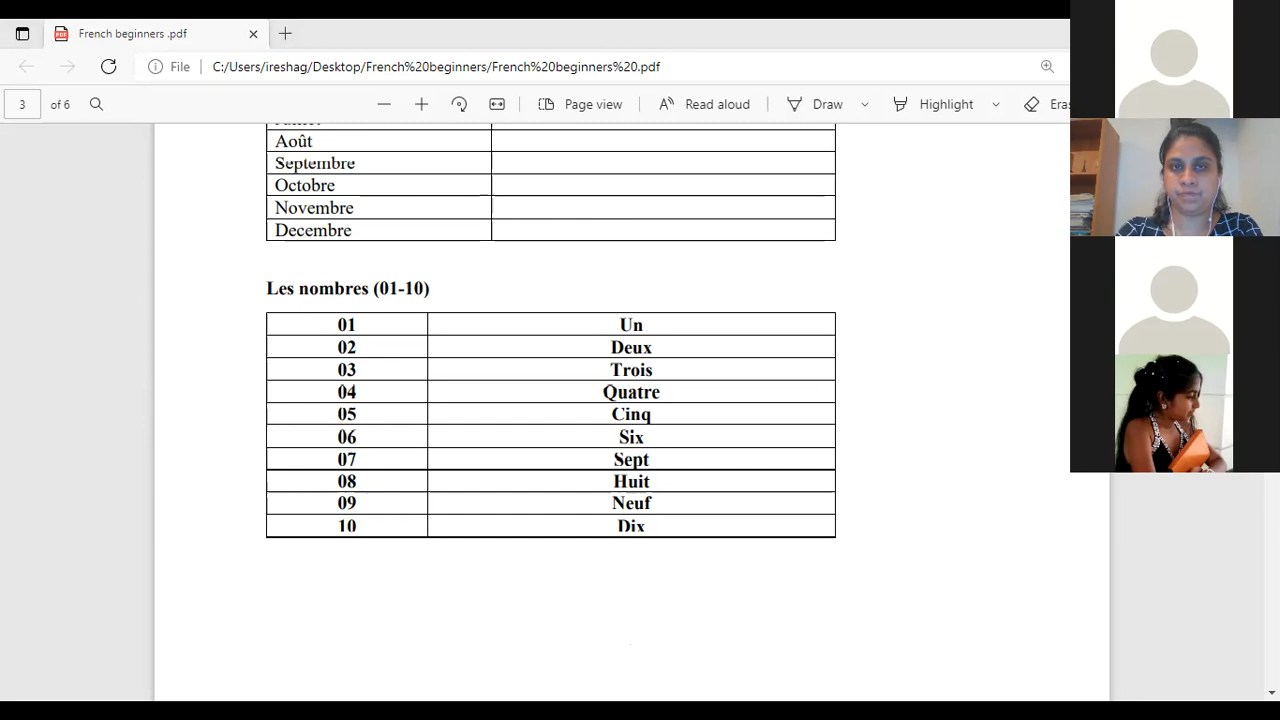 French beginners .pdf
File C:/Users/ireshag/Desktop/French%20beginners/French%20beginners%20.pdf
3 of 6 Page view Read aloud Draw Highlight Eras
Août
Septembre
Octobre
Novembre
Decembre
Les nombres (01-10)
01 Un
02 Deux
03 Trois
04 Quatre
05 Cinq
06 Six
07 Sept
08 Huit
09 Neuf
10 Dix